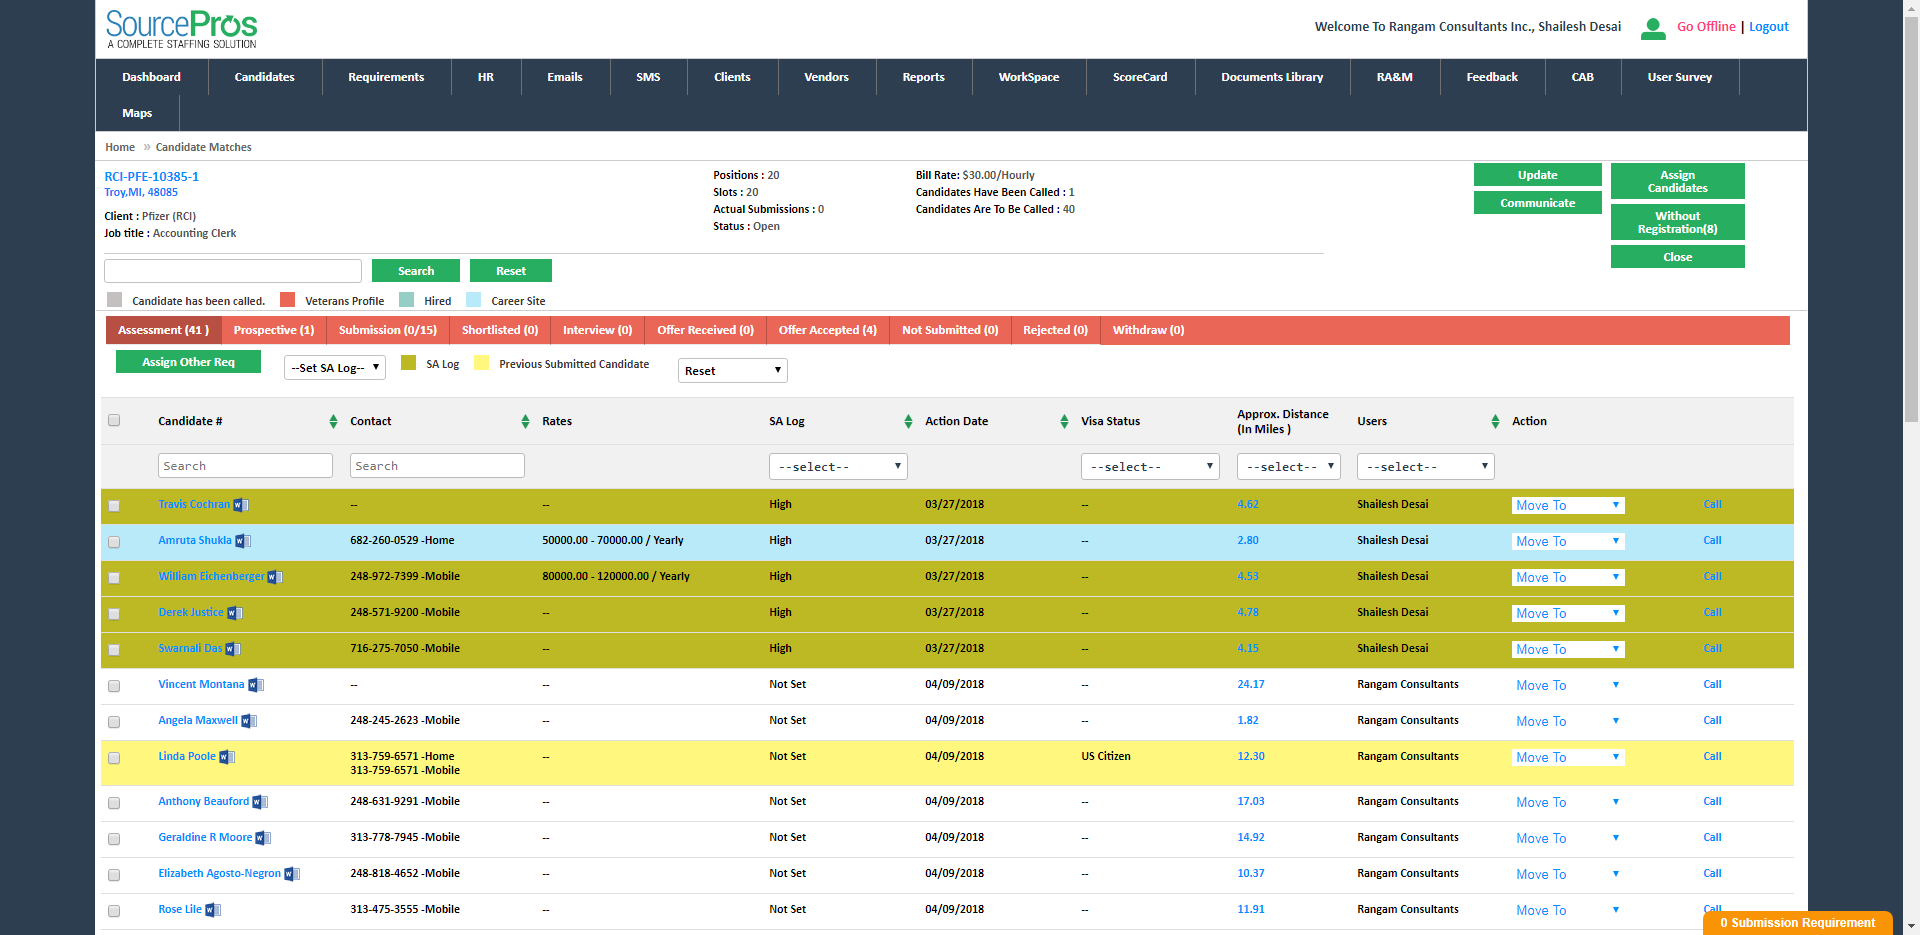 SourcePros
A COMPLETE STAFFING SOLUTION
Welcome To Rangam Consultants Inc., Shailesh Desai Go Offline | Logout
Dashboard Candidates Requirements HR Emails SMS Clients Vendors Reports WorkSpace ScoreCard Documents Library RA&M Feedback CAB User Survey
Maps
Home » Candidate Matches
RCI-PFE-10385-1
Troy,MI, 48085
Client : Pfizer (RCI)
Job title : Accounting Clerk
Positions : 20
Slots : 20
Actual Submissions : 0
Status : Open
Bill Rate: $30.00/Hourly
Candidates Have Been Called : 1
Candidates Are To Be Called : 40
Update
Communicate
Assign
Candidates
Without
Registration(8)
Close
Search Reset
Candidate has been called. Veterans Profile Hired Career Site
Assessment (41 ) Prospective (1) Submission (0/15) Shortlisted (0) Interview (0) Offer Received (0) Offer Accepted (4) Not Submitted (0) Rejected (0) Withdraw (0)
Assign Other Req --Set SA Log-- SA Log Previous Submitted Candidate Reset
Candidate # Contact Rates SA Log Action Date Visa Status Approx. Distance (In Miles ) Users Action
Search Search --select-- --select-- --select-- --select--
Travis Cochran -- -- High 03/27/2018 -- 4.62 Shailesh Desai Move To Call
Amruta Shukla 682-260-0529 -Home 50000.00 - 70000.00 / Yearly High 03/27/2018 -- 2.80 Shailesh Desai Move To Call
William Eichenberger 248-972-7399 -Mobile 80000.00 - 120000.00 / Yearly High 03/27/2018 -- 4.53 Shailesh Desai Move To Call
Derek Justice 248-571-9200 -Mobile -- High 03/27/2018 -- 4.78 Shailesh Desai Move To Call
Swarnali Das 716-275-7050 -Mobile -- High 03/27/2018 -- 4.15 Shailesh Desai Move To Call
Vincent Montana -- -- Not Set 04/09/2018 -- 24.17 Rangam Consultants Move To Call
Angela Maxwell 248-245-2623 -Mobile -- Not Set 04/09/2018 -- 1.82 Rangam Consultants Move To Call
Linda Poole 313-759-6571 -Home -- Not Set 04/09/2018 US Citizen 12.30 Rangam Consultants Move To Call
313-759-6571 -Mobile
Anthony Beauford 248-631-9291 -Mobile -- Not Set 04/09/2018 -- 17.03 Rangam Consultants Move To Call
Geraldine R Moore 313-778-7945 -Mobile -- Not Set 04/09/2018 -- 14.92 Rangam Consultants Move To Call
Elizabeth Agosto-Negron 248-818-4652 -Mobile -- Not Set 04/09/2018 -- 10.37 Rangam Consultants Move To Call
Rose Lile 313-475-3555 -Mobile -- Not Set 04/09/2018 -- 11.91 Rangam Consultants Move To Call
0 Submission Requirement